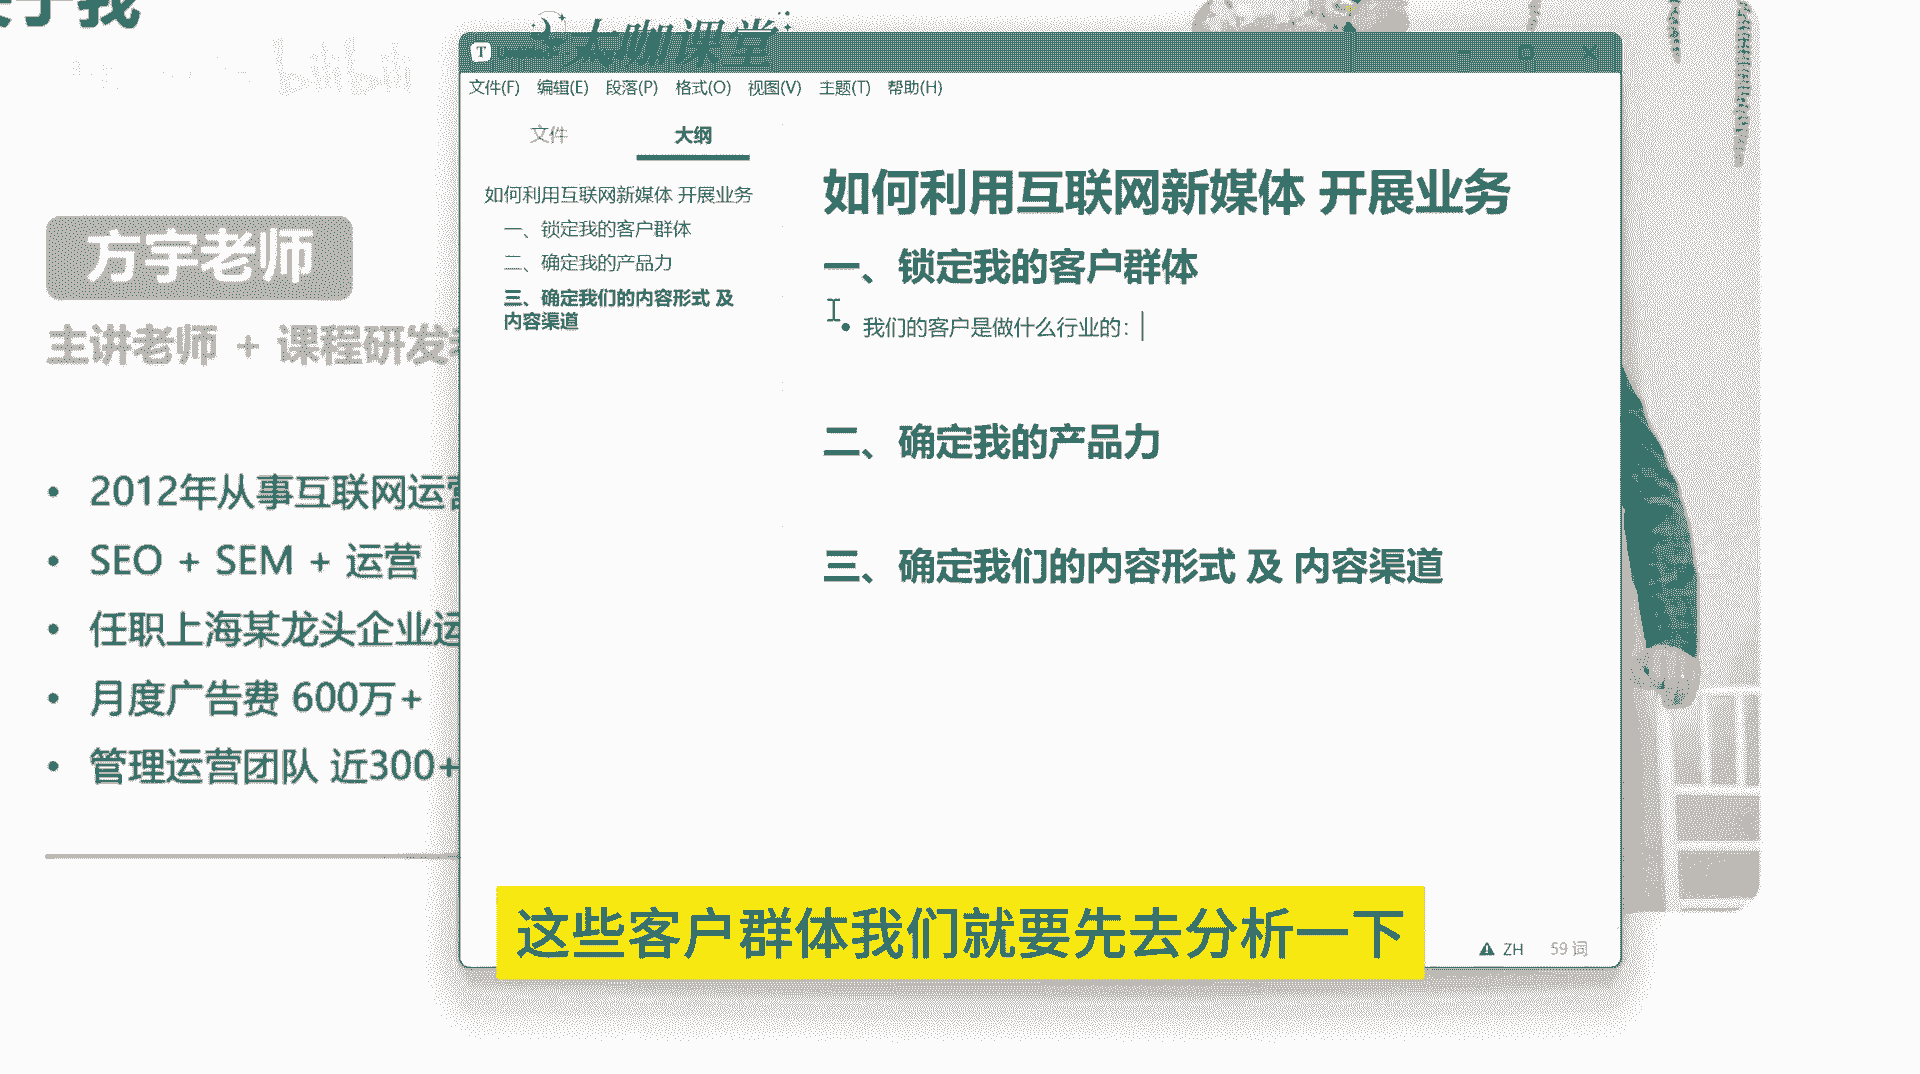 于我
bilibili
大咖课堂
方宇老师
主讲老师 + 课程研发
2012年从事互联网运营
SEO + SEM + 运营
任职上海某龙头企业运
月度广告费 600万+
管理运营团队 近300+
T
文件(F) 编辑(E) 段落(P) 格式(O) 视图(V) 主题(T) 帮助(H)
文件 大纲
如何利用互联网新媒体 开展业务
一、锁定我的客户群体
二、确定我的产品力
三、确定我们的内容形式 及
内容渠道
如何利用互联网新媒体 开展业务
一、锁定我的客户群体
我们的客户是做什么行业的：
二、确定我的产品力
三、确定我们的内容形式 及 内容渠道
这些客户群体我们就要先去分析一下
ZH 59 词